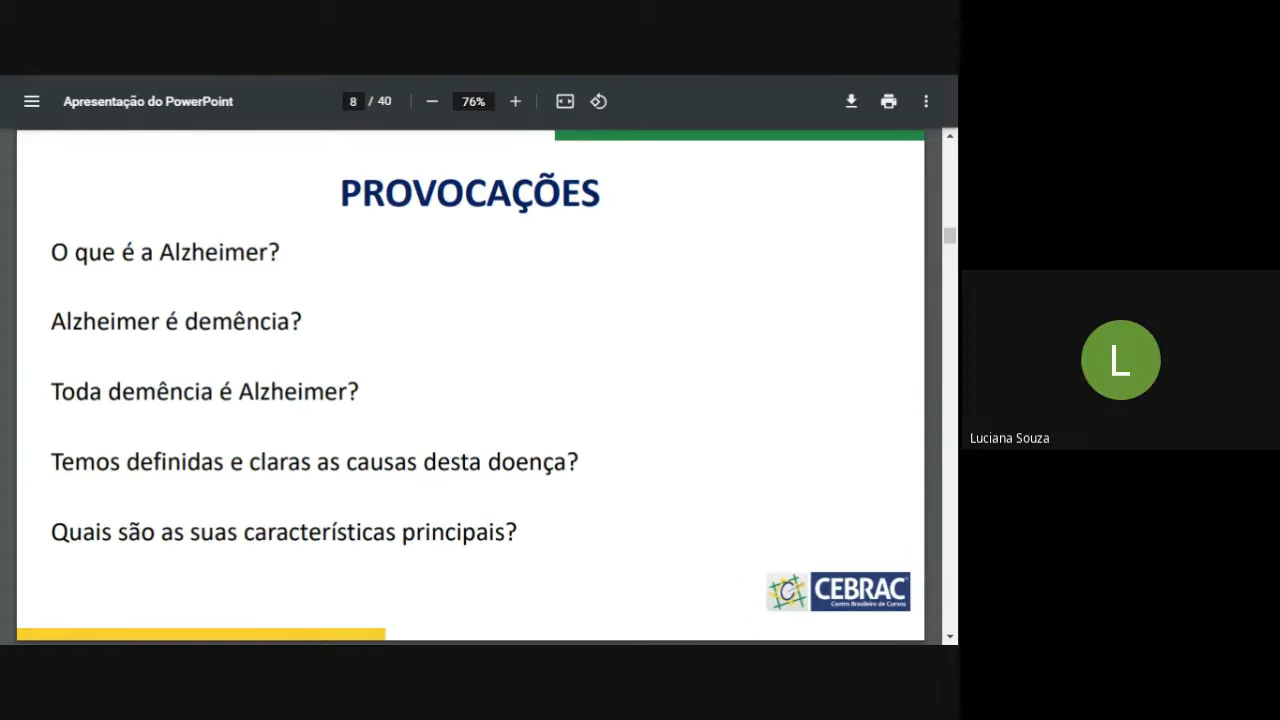 Apresentação do PowerPoint
8 / 40
76%
PROVOCAÇÕES
O que é a Alzheimer?
Alzheimer é demência?
Toda demência é Alzheimer?
Temos definidas e claras as causas desta doença?
Quais são as suas características principais?
C
CEBRAC
Centro Brasileiro de Cursos
L
Luciana Souza